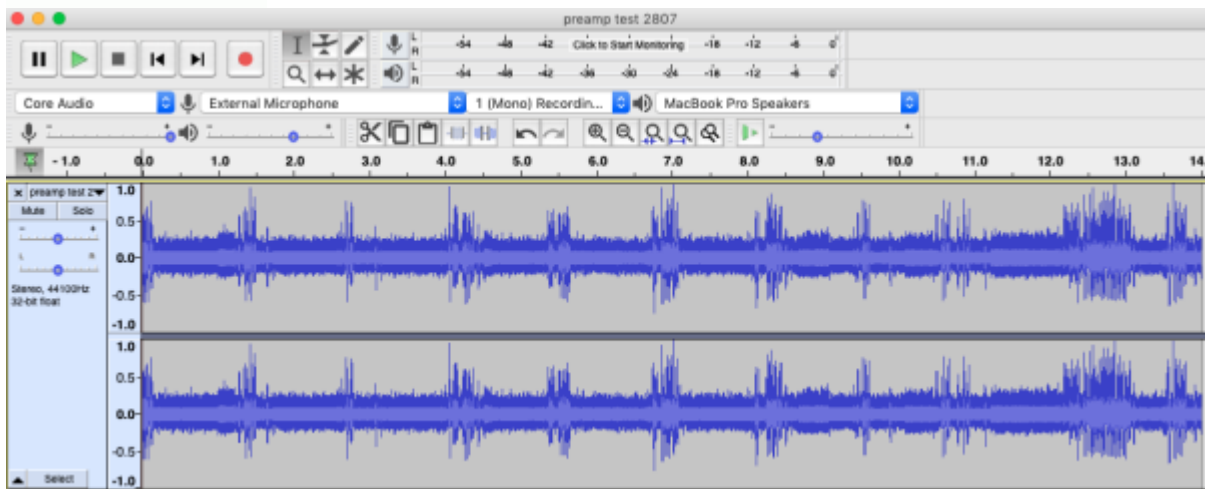 preamp test 2807
L
R
-54 -48 -42 Click to Start Monitoring -18 -12 -6 0
L
R
-54 -48 -42 -36 -30 -24 -18 -12 -6 0
Core Audio External Microphone 1 (Mono) Recordin... MacBook Pro Speakers
- 1.0 0.0 1.0 2.0 3.0 4.0 5.0 6.0 7.0 8.0 9.0 10.0 11.0 12.0 13.0 14.
x preamp test 2
Mute Solo
- +
L R
Stereo, 44100Hz
32-bit float
1.0
0.5
0.0
-0.5
-1.0
1.0
0.5
0.0
-0.5
-1.0
Select